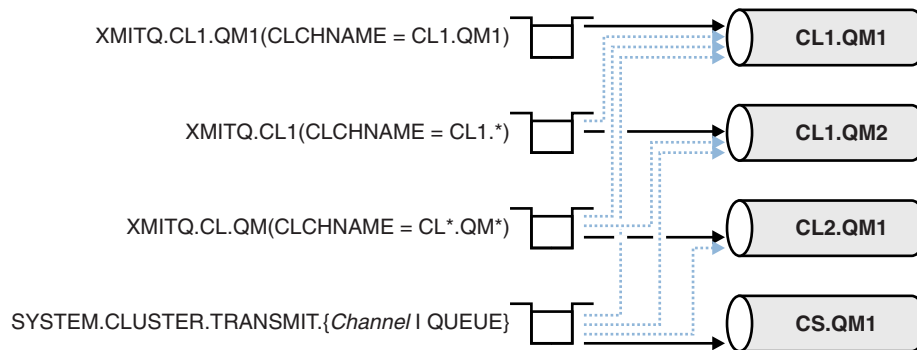 XMITQ.CL1.QM1(CLCHNAME = CL1.QM1)
CL1.QM1
XMITQ.CL1(CLCHNAME = CL1.*)
CL1.QM2
XMITQ.CL.QM(CLCHNAME = CL*.QM*)
CL2.QM1
SYSTEM.CLUSTER.TRANSMIT.{Channel I QUEUE}
CS.QM1